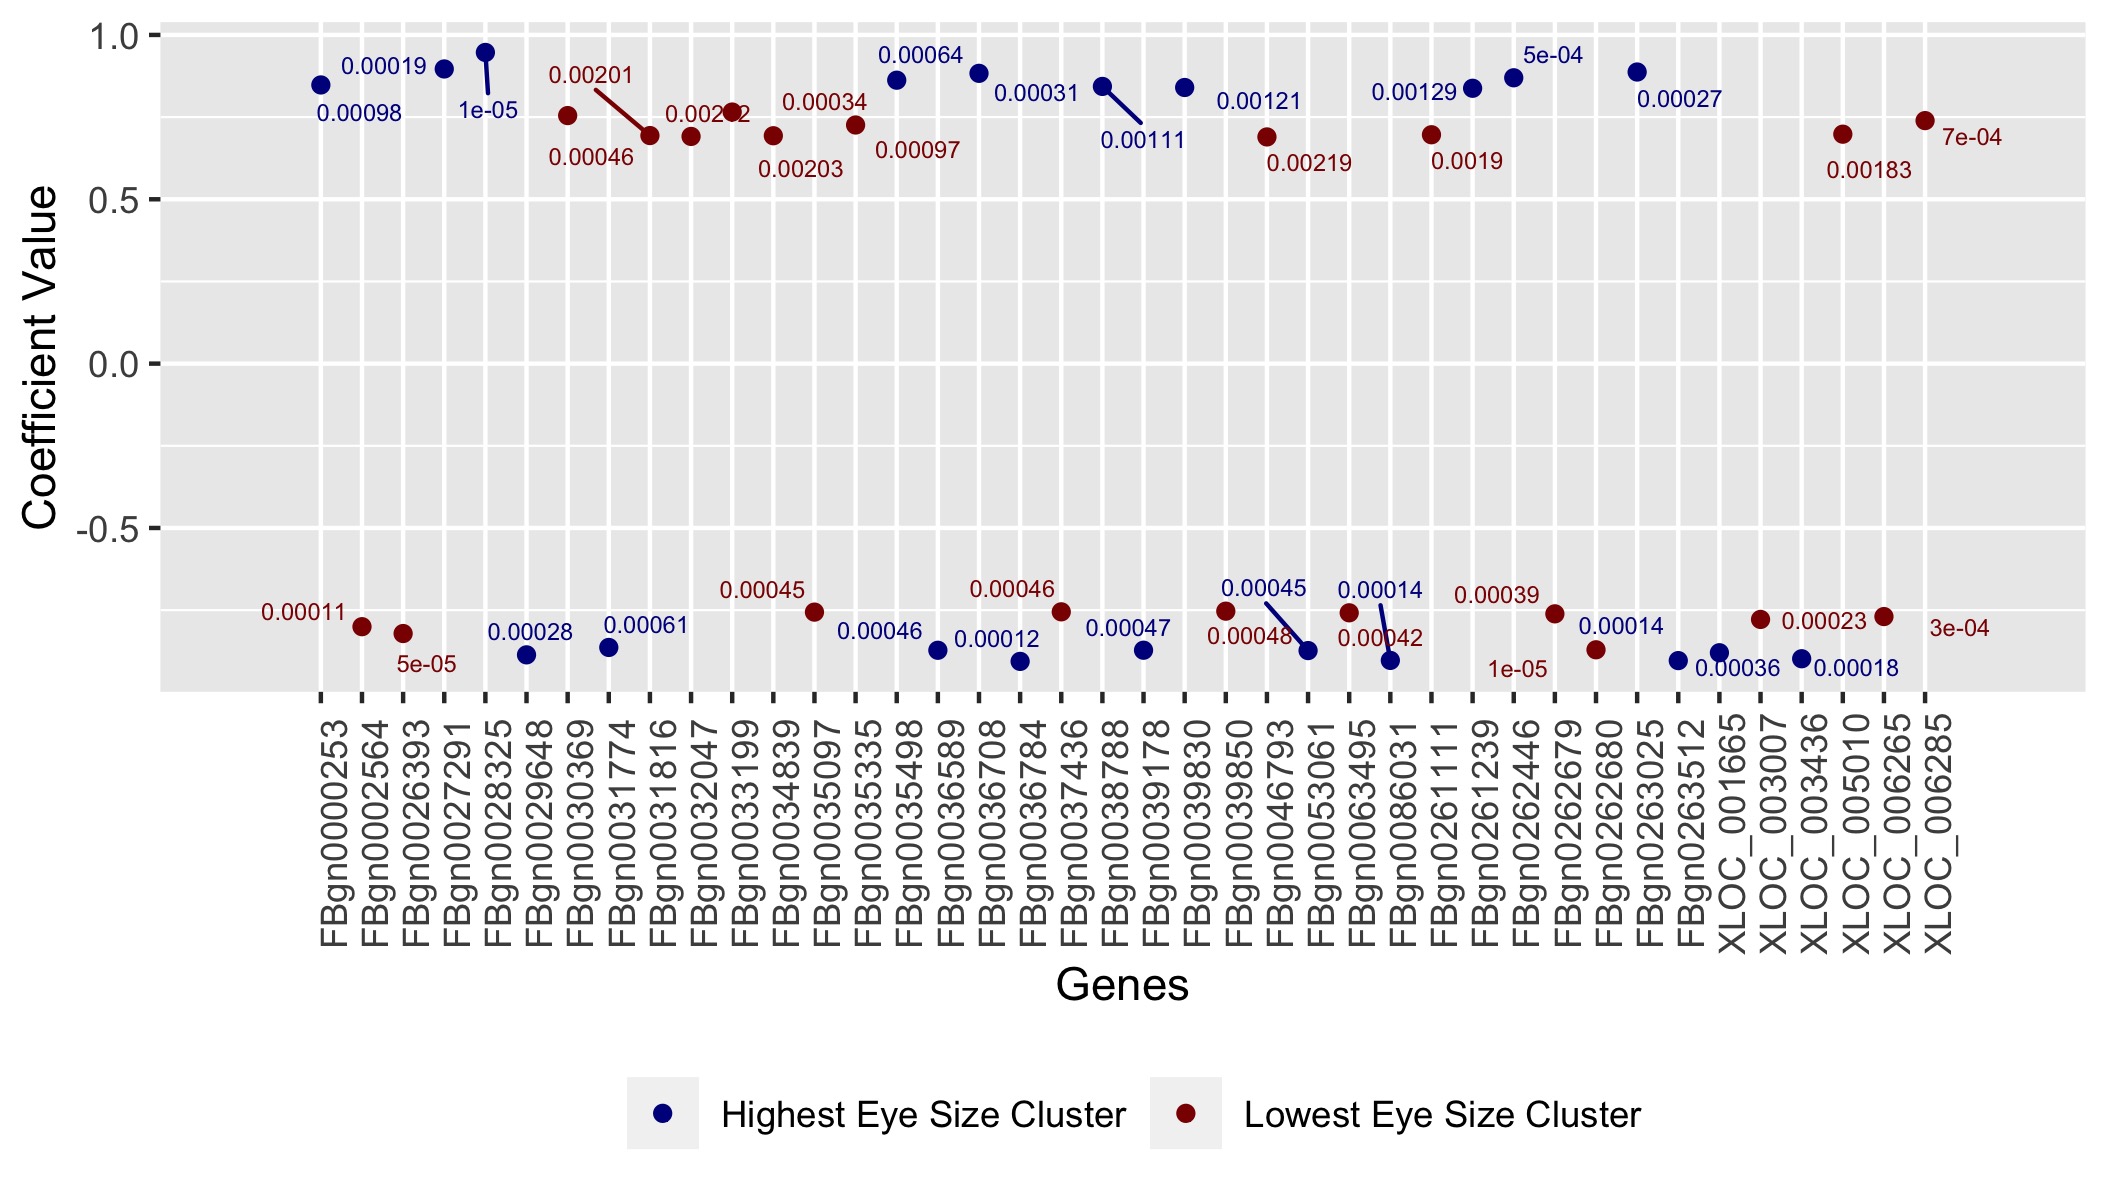 Coefficient Value
1.0
0.5
0.0
-0.5
0.00098
0.00019
1e-05
0.00201
0.00046
0.00203
0.00034
0.00097
0.00064
0.00031
0.00111
0.00121
0.00219
0.0019
0.00129
5e-04
0.00027
0.00183
7e-04
0.00011
5e-05
0.00028
0.00061
0.00045
0.00046
0.00012
0.00046
0.00047
0.00048
0.00045
0.00014
0.00042
0.00039
1e-05
0.00014
0.00036
0.00023
0.00018
3e-04
FBgn0000253
FBgn0002564
FBgn0026393
FBgn0027291
FBgn0028325
FBgn0029648
FBgn0030369
FBgn0031774
FBgn0031816
FBgn0032047
FBgn0033199
FBgn0034839
FBgn0035097
FBgn0035335
FBgn0035498
FBgn0036589
FBgn0036708
FBgn0036784
FBgn0037436
FBgn0038788
FBgn0039178
FBgn0039830
FBgn0039850
FBgn0046793
FBgn0053061
FBgn0063495
FBgn0086031
FBgn0261111
FBgn0261239
FBgn0262446
FBgn0262679
FBgn0262680
FBgn0263025
FBgn0263512
XLOC_001665
XLOC_003007
XLOC_003436
XLOC_005010
XLOC_006265
XLOC_006285
Genes
Highest Eye Size Cluster
Lowest Eye Size Cluster